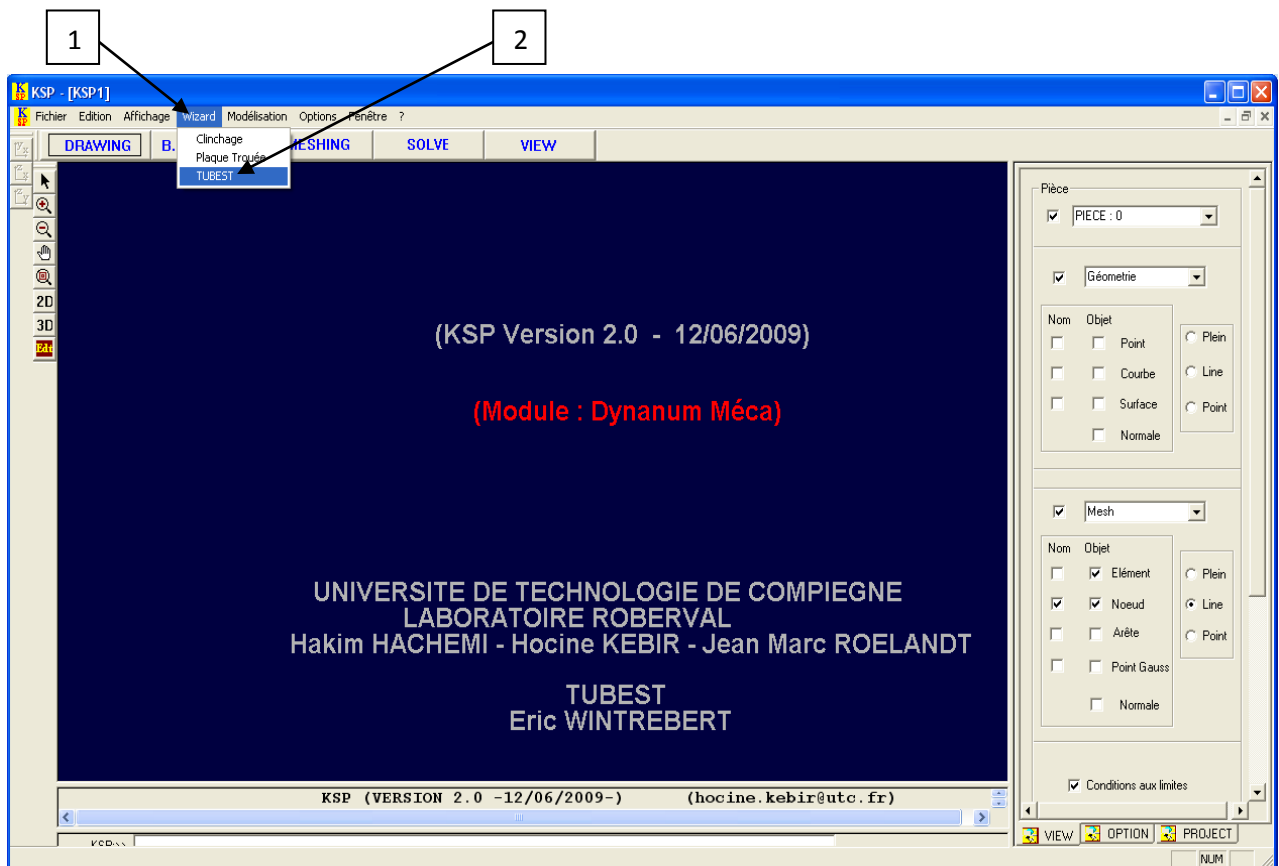 1
2
KSP - [KSP1]
Fichier Edition Affichage Wizard Modélisation Options Fenêtre ?
DRAWING B. MESHING SOLVE VIEW
Clinchage
Plaque Trouée
TUBEST
2D
3D
Edt
(KSP Version 2.0 - 12/06/2009)
(Module : Dynanum Méca)
UNIVERSITE DE TECHNOLOGIE DE COMPIEGNE
LABORATOIRE ROBERVAL
Hakim HACHEMI - Hocine KEBIR - Jean Marc ROELANDT
TUBEST
Eric WINTREBERT
KSP (VERSION 2.0 -12/06/2009-) (hocine.kebir@utc.fr)
KSP>>
Pièce
PIECE : 0
Géometrie
Nom Objet
Point
Courbe
Surface
Normale
Plein
Line
Point
Mesh
Nom Objet
Elément
Noeud
Arête
Point Gauss
Normale
Plein
Line
Point
Conditions aux limites
VIEW OPTION PROJECT
NUM